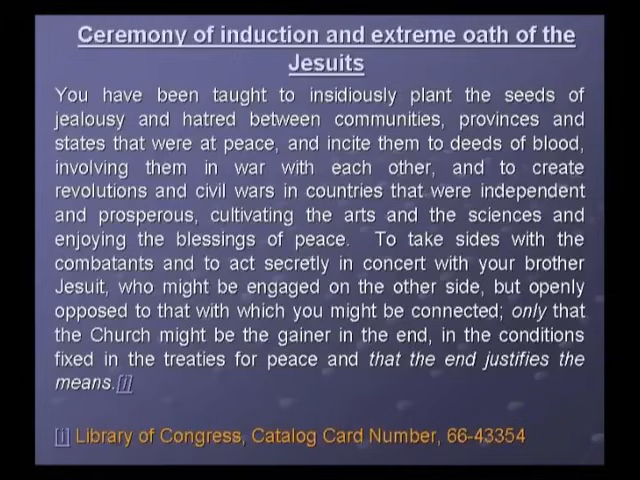 Ceremony of induction and extreme oath of the
Jesuits
You have been taught to insidiously plant the seeds of
jealousy and hatred between communities, provinces and
states that were at peace, and incite them to deeds of blood,
involving them in war with each other, and to create
revolutions and civil wars in countries that were independent
and prosperous, cultivating the arts and the sciences and
enjoying the blessings of peace. To take sides with the
combatants and to act secretly in concert with your brother
Jesuit, who might be engaged on the other side, but openly
opposed to that with which you might be connected; only that
the Church might be the gainer in the end, in the conditions
fixed in the treaties for peace and that the end justifies the
means.[i]
[i] Library of Congress, Catalog Card Number, 66-43354